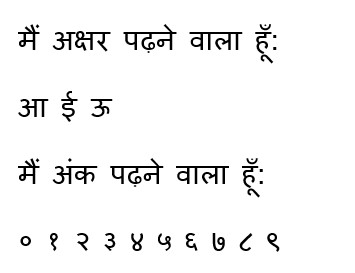 मैं अक्षर पढ़ने वाला हूँ:
आ ई ऊ
मैं अंक पढ़ने वाला हूँ:
० १ २ ३ ४ ५ ६ ७ ८ ९